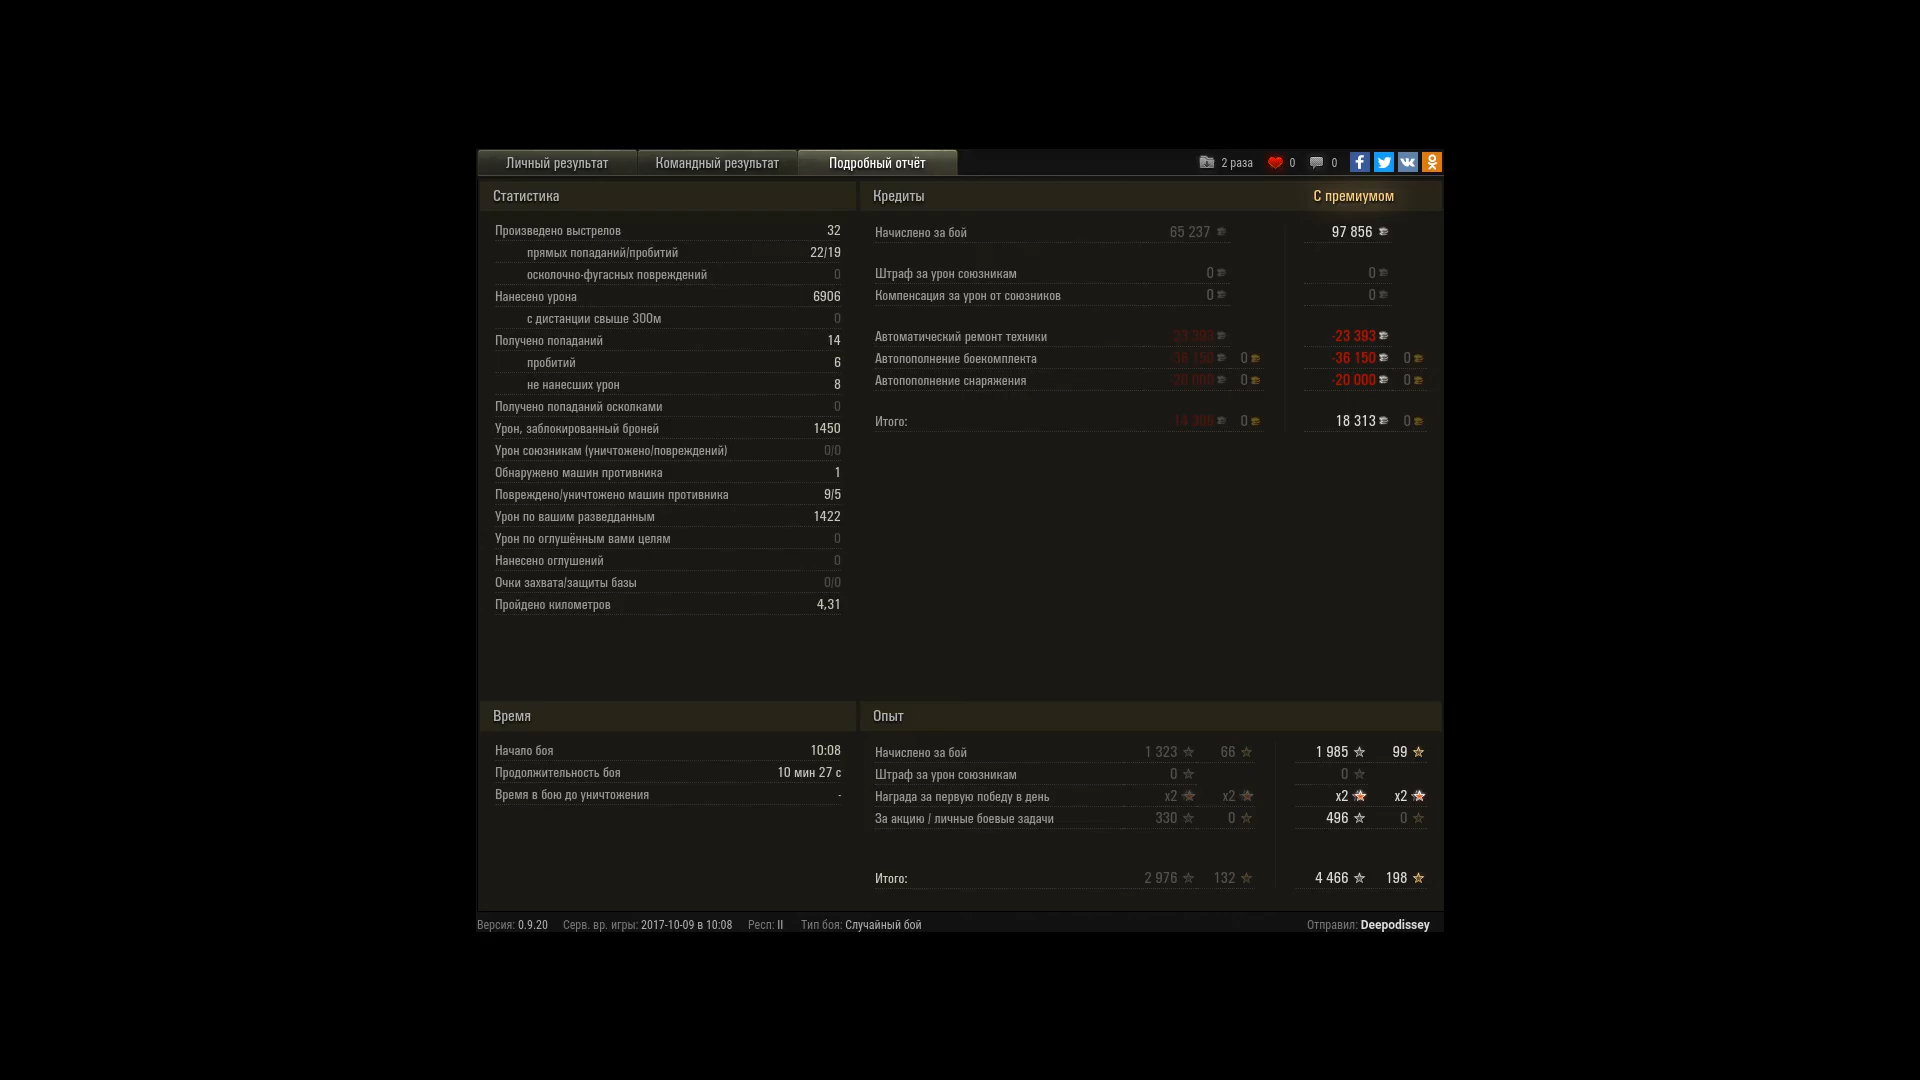 Личный результат Командный результат Подробный отчёт 2 раза 0 0
Статистика
Произведено выстрелов 32
прямых попаданий/пробитий 22/19
осколочно-фугасных повреждений 0
Нанесено урона 6906
с дистанции свыше 300м 0
Получено попаданий 14
пробитий 6
не нанесших урон 8
Получено попаданий осколками 0
Урон, заблокированный броней 1450
Урон союзникам (уничтожено/повреждений) 0/0
Обнаружено машин противника 1
Повреждено/уничтожено машин противника 9/5
Урон по вашим разведданным 1422
Урон по оглушённым вами целям 0
Нанесено оглушений 0
Очки захвата/защиты базы 0/0
Пройдено километров 4,31
Кредиты С премиумом
Начислено за бой 65 237 97 856
Штраф за урон союзникам 0 0
Компенсация за урон от союзников 0 0
Автоматический ремонт техники -23 393 -23 393
Автопополнение боекомплекта -36 150 0 -36 150 0
Автопополнение снаряжения -20 000 0 -20 000 0
Итого: 0 18 313 0
Время
Начало боя 10:08
Продолжительность боя 10 мин 27 с
Время в бою до уничтожения -
Опыт
Начислено за бой 1 323 66 1 985 99
Штраф за урон союзникам 0 0
Награда за первую победу в день x2 x2 x2 x2
За акцию / личные боевые задачи 330 0 496 0
Итого: 2 976 132 4 466 198
Версия: 0.9.20 Серв. вр. игры: 2017-10-09 в 10:08 Респ: II Тип боя: Случайный бой Отправил: Deepodissey